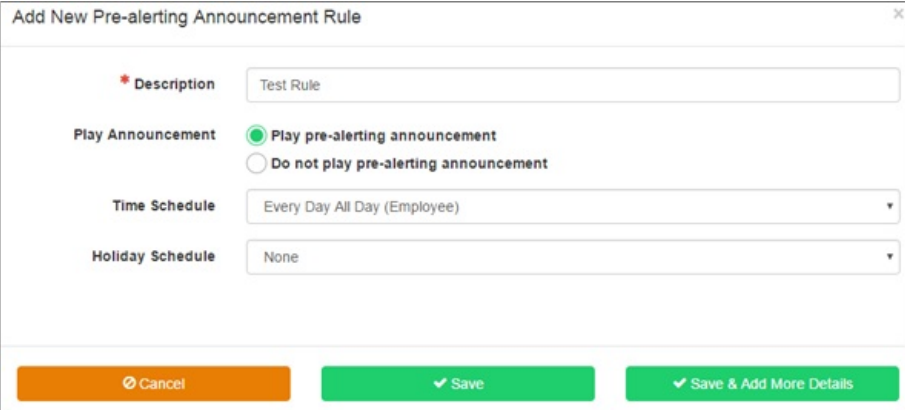 Add New Pre-alerting Announcement Rule ×
* Description Test Rule
Play Announcement Play pre-alerting announcement
Do not play pre-alerting announcement
Time Schedule Every Day All Day (Employee)
Holiday Schedule None
Cancel Save Save & Add More Details